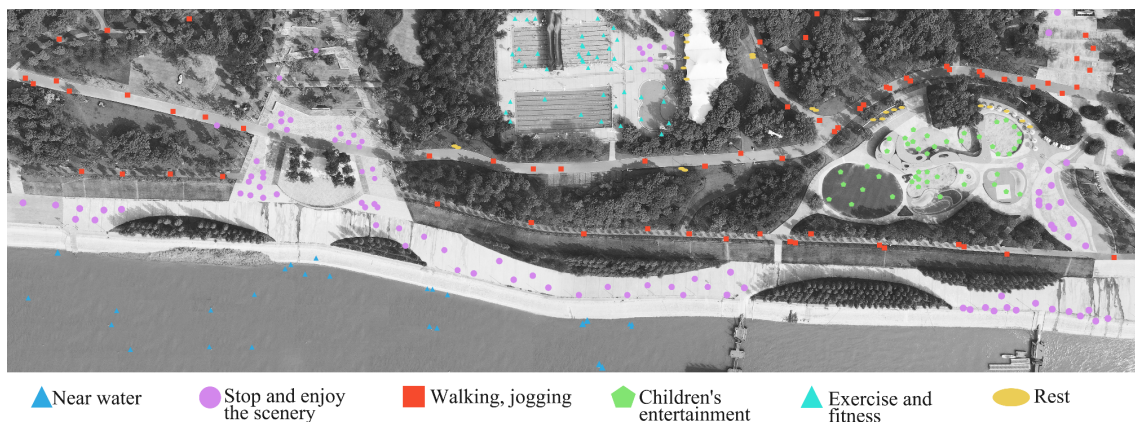 Near water
Stop and enjoy
the scenery
Walking, jogging
Children's
entertainment
Exercise and
fitness
Rest